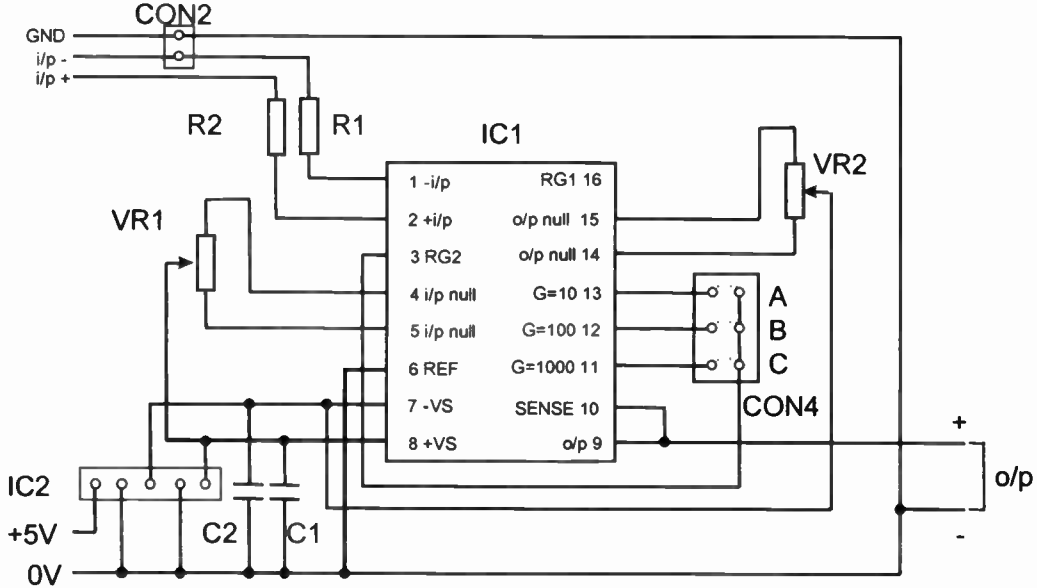 CON2
GND
i/p -
i/p +
R2
R1
IC1
VR2
VR1
1 -i/p
RG1 16
2 +i/p
o/p null 15
3 RG2
o/p null 14
4 i/p null
G=10 13
A
5 i/p null
G=100 12
B
6 REF
G=1000 11
C
7 -VS
SENSE 10
CON4
8 +VS
o/p 9
+
IC2
o/p
+5V
C2
C1
-
0V